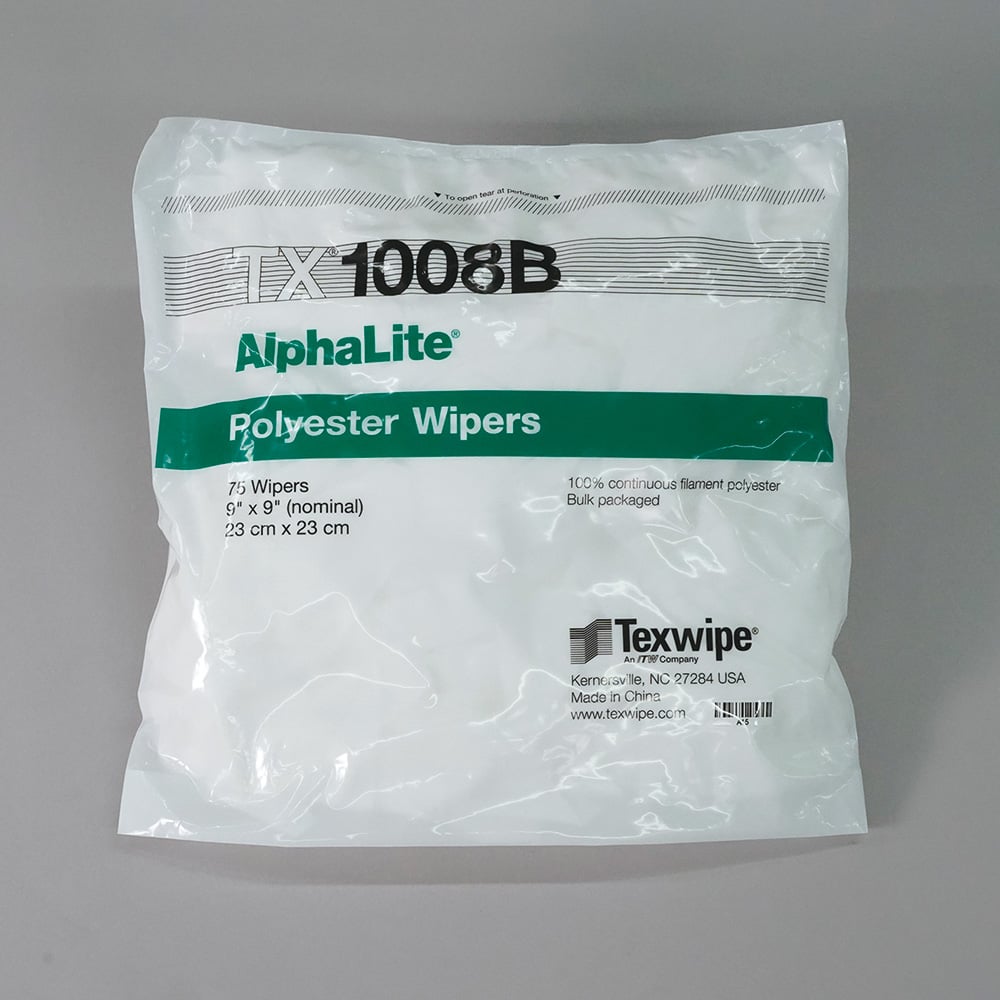 ▼ To open tear at perforation ▼
TX® 1008B
AlphaLite®
Polyester Wipers
75 Wipers
9" x 9" (nominal)
23 cm x 23 cm
100% continuous filament polyester
Bulk packaged
Texwipe®
An ITW Company
Kernersville, NC 27284 USA
Made in China
www.texwipe.com